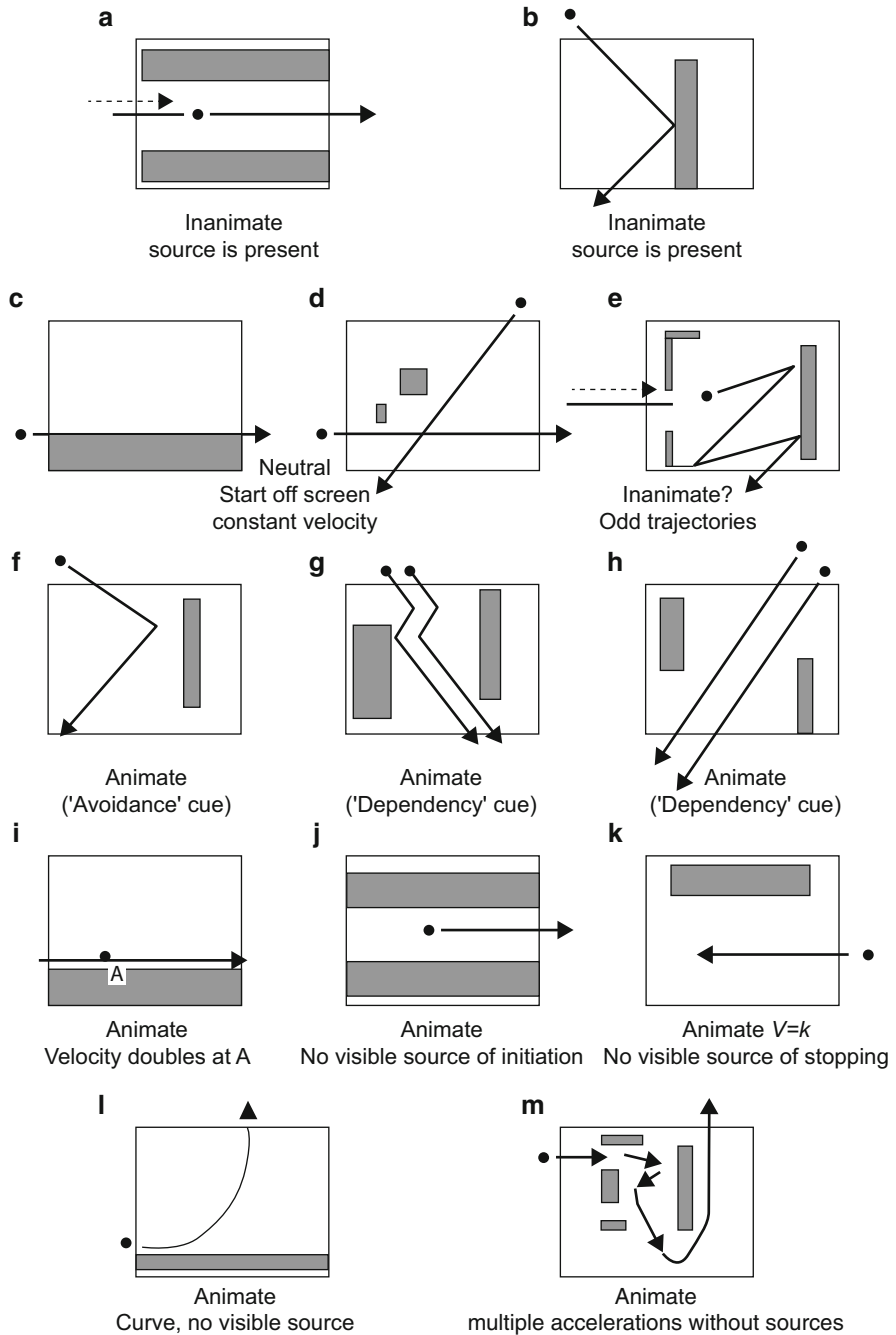 a
b
Inanimate
source is present
Inanimate
source is present
c
d
e
Neutral
Start off screen
constant velocity
Inanimate?
Odd trajectories
f
g
h
Animate
('Avoidance' cue)
Animate
('Dependency' cue)
Animate
('Dependency' cue)
i
j
k
A
Animate
Velocity doubles at A
Animate
No visible source of initiation
Animate V=k
No visible source of stopping
l
m
Animate
Curve, no visible source
Animate
multiple accelerations without sources